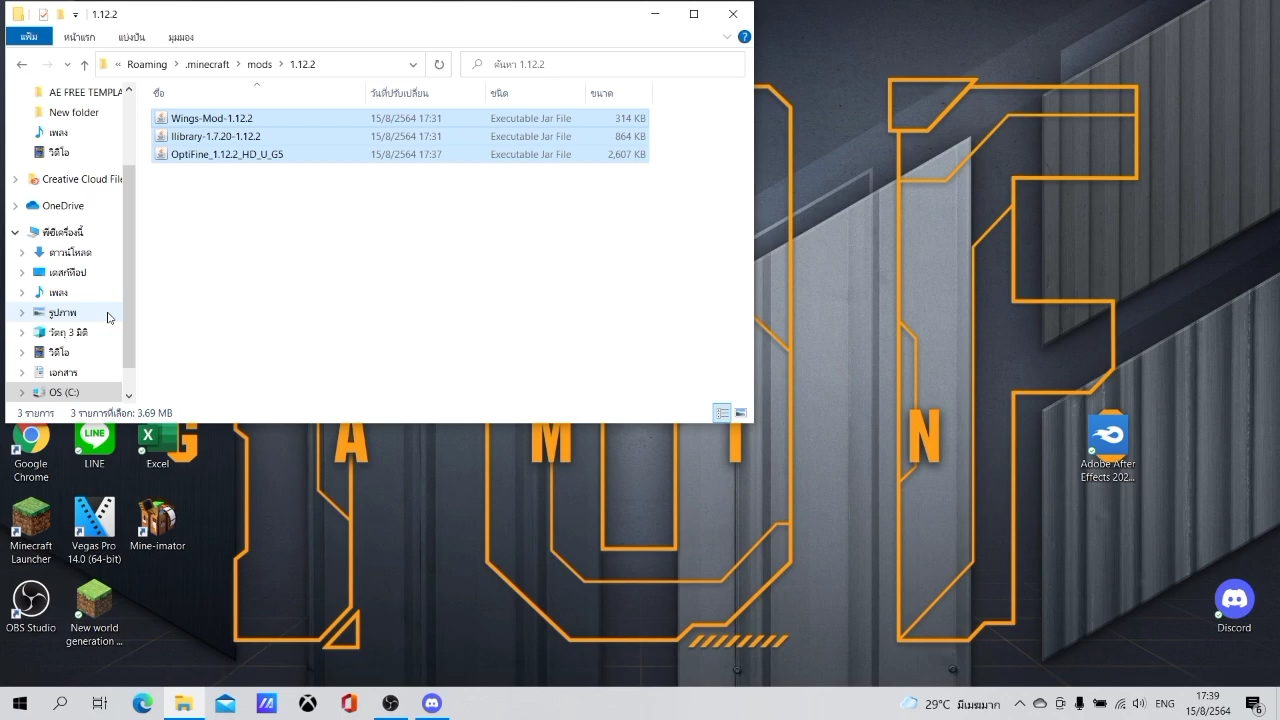 1.12.2
แฟ้ม หน้าแรก แบ่งปัน มุมมอง
« Roaming > .minecraft > mods > 1.12.2
ค้นหา 1.12.2
ชื่อ วันที่ปรับเปลี่ยน ชนิด ขนาด
Wings-Mod-1.12.2 15/8/2564 17:31 Executable Jar File 314 KB
llibrary-1.7.20-1.12.2 15/8/2564 17:31 Executable Jar File 864 KB
OptiFine_1.12.2_HD_U_G5 15/8/2564 17:37 Executable Jar File 2,607 KB
AE FREE TEMPLA
New folder
เพลง
วิดีโอ
Creative Cloud File
OneDrive
พีซีเครื่องนี้
ดาวน์โหลด
เดสก์ท็อป
เพลง
รูปภาพ
วัตถุ 3 มิติ
วิดีโอ
เอกสาร
OS (C:)
3 รายการ 3 รายการที่เลือก: 3.69 MB
G A M I N
Google
Chrome
LINE
Excel
Adobe After
Effects 202...
Minecraft
Launcher
Vegas Pro
14.0 (64-bit)
Mine-imator
OBS Studio
New world
generation ...
Discord
29°C มีเมฆมาก
ENG
17:39
15/8/2564
6